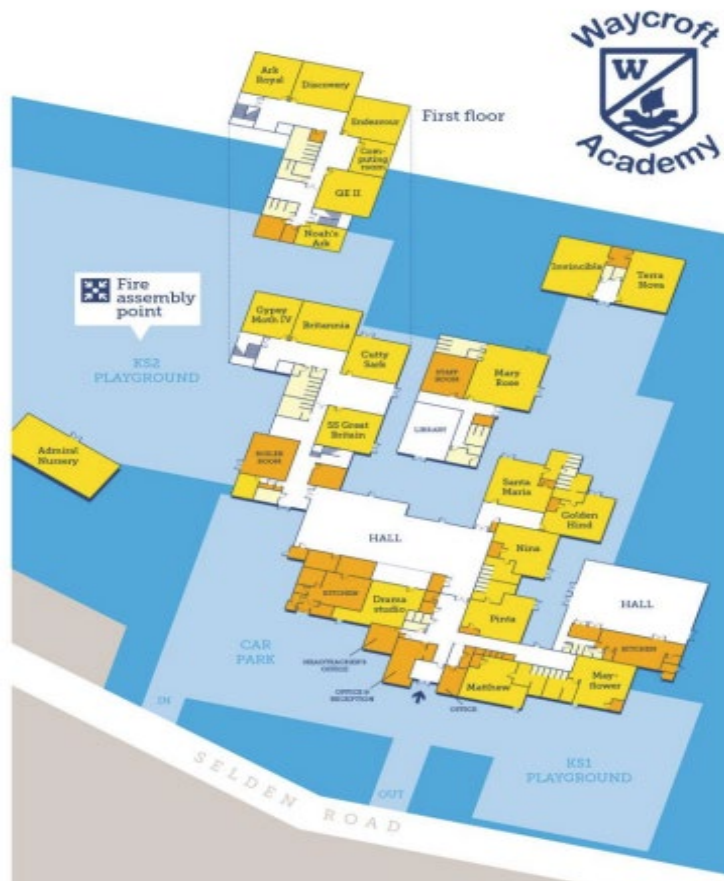 Waycroft
W
Academy
First floor
Ark
Royal
Discovery
Endeavour
Com-
puting
room
QE II
Noah's
Ark
Fire
assembly
point
KS2
PLAYGROUND
Invincible
Terra
Nova
Gypsy
Moth IV
Britannia
Cutty
Sark
STAFF
ROOM
Mary
Rose
LIBRARY
SS Great
Britain
BOILER
ROOM
Admiral
Nursery
Santa
Maria
Golden
Hind
HALL
Nina
KITCHEN
Drama
studio
Pinta
HALL
KITCHEN
CAR
PARK
HEADTEACHER'S
OFFICE
OFFICE &
RECEPTION
OFFICE
Matthew
May-
flower
IN
OUT
KS1
PLAYGROUND
SELDEN ROAD